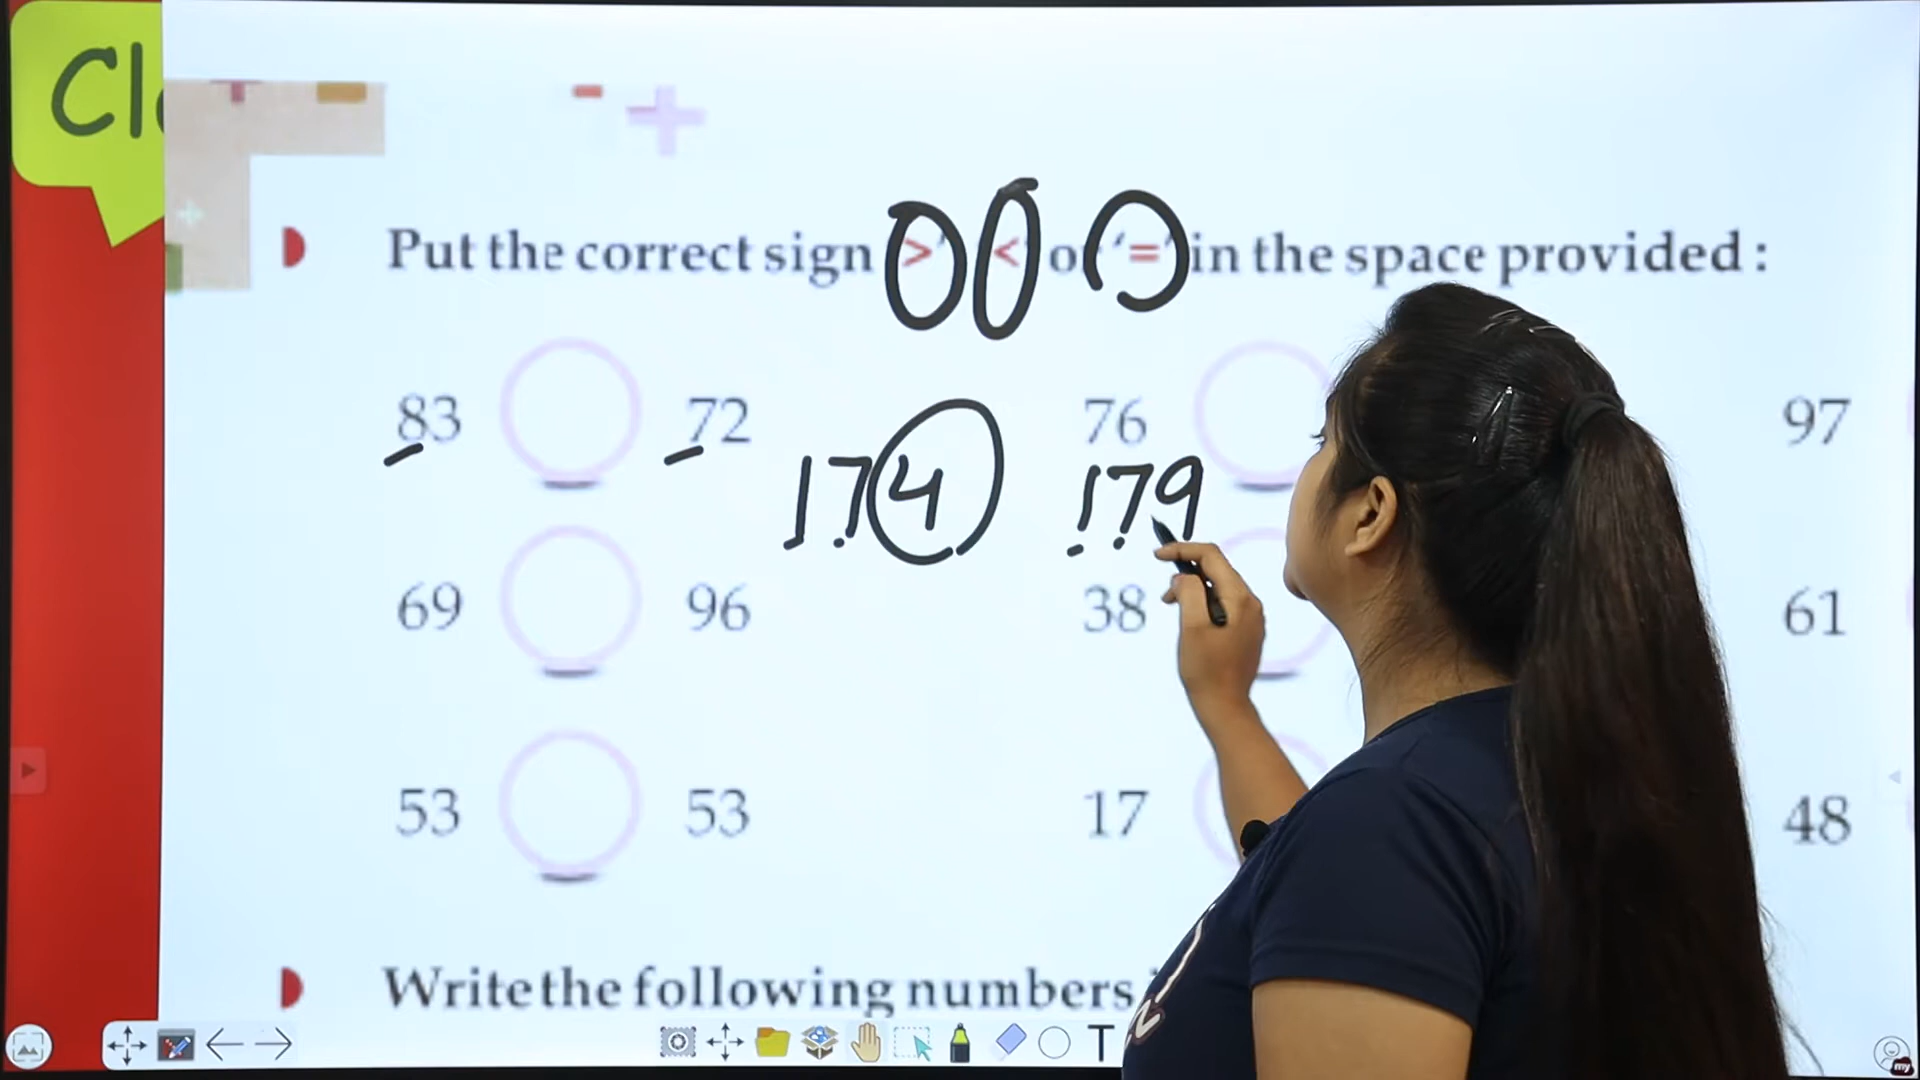 Put the correct sign '>' '<' or '=' in the space provided :
83 72 76 97
174 179
69 96 38 61
53 53 17 48
Write the following numbers
T
my